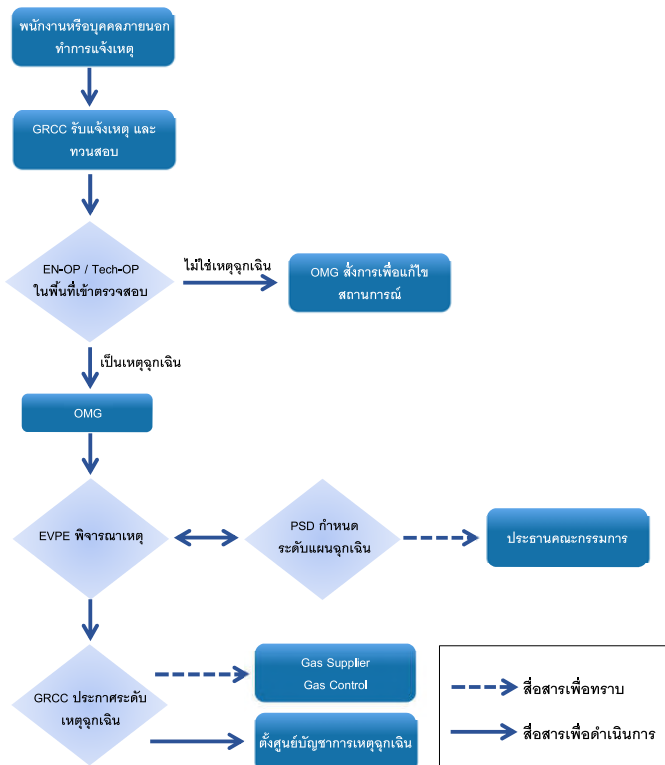 พนักงานหรือบุคคลภายนอก
ทำการแจ้งเหตุ
GRCC รับแจ้งเหตุ และ
ทวนสอบ
EN-OP / Tech-OP
ในพื้นที่เข้าตรวจสอบ
ไม่ใช่เหตุฉุกเฉิน
OMG สั่งการเพื่อแก้ไข
สถานการณ์
เป็นเหตุฉุกเฉิน
OMG
EVPE พิจารณาเหตุ
PSD กำหนด
ระดับแผนฉุกเฉิน
ประธานคณะกรรมการ
GRCC ประกาศระดับ
เหตุฉุกเฉิน
Gas Supplier
Gas Control
ตั้งศูนย์บัญชาการเหตุฉุกเฉิน
สื่อสารเพื่อทราบ
สื่อสารเพื่อดำเนินการ